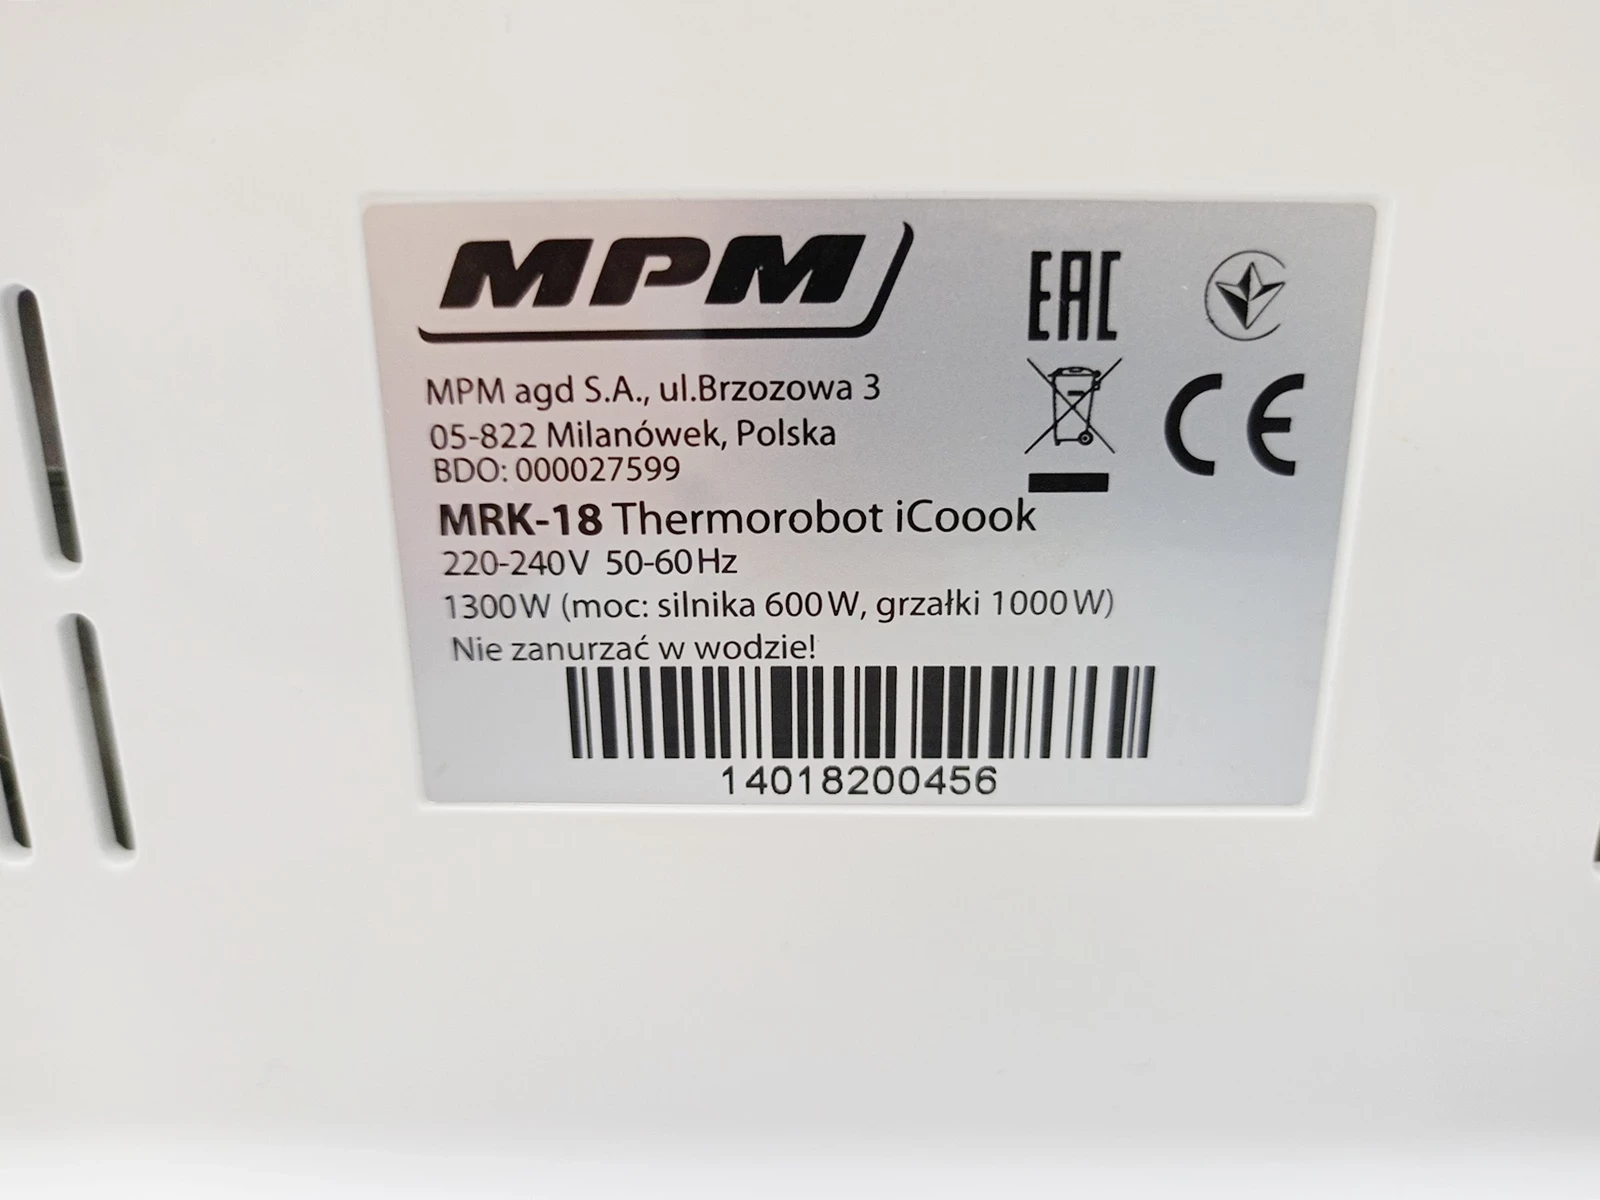 MPM
EAC
MPM agd S.A., ul.Brzozowa 3
05-822 Milanówek, Polska
BDO: 000027599
CE
MRK-18 Thermorobot iCoook
220-240V 50-60Hz
1300W (moc: silnika 600W, grzałki 1000W)
Nie zanurzać w wodzie!
14018200456